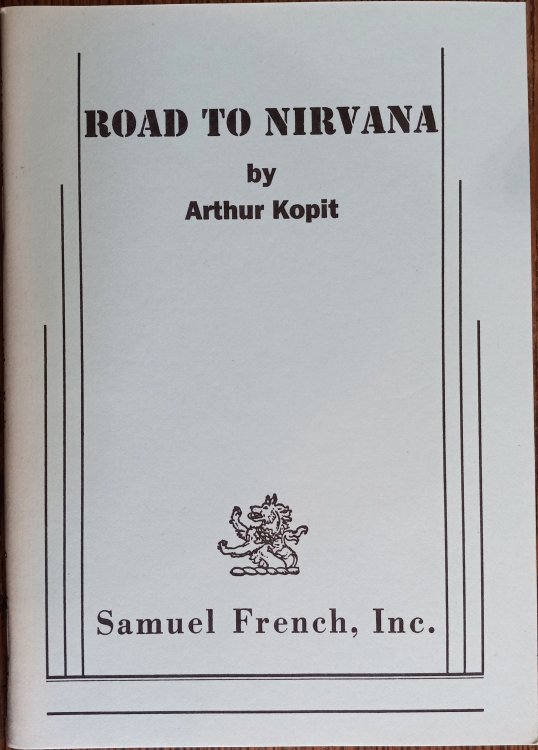 ROAD TO NIRVANA
by
Arthur Kopit
Samuel French, Inc.